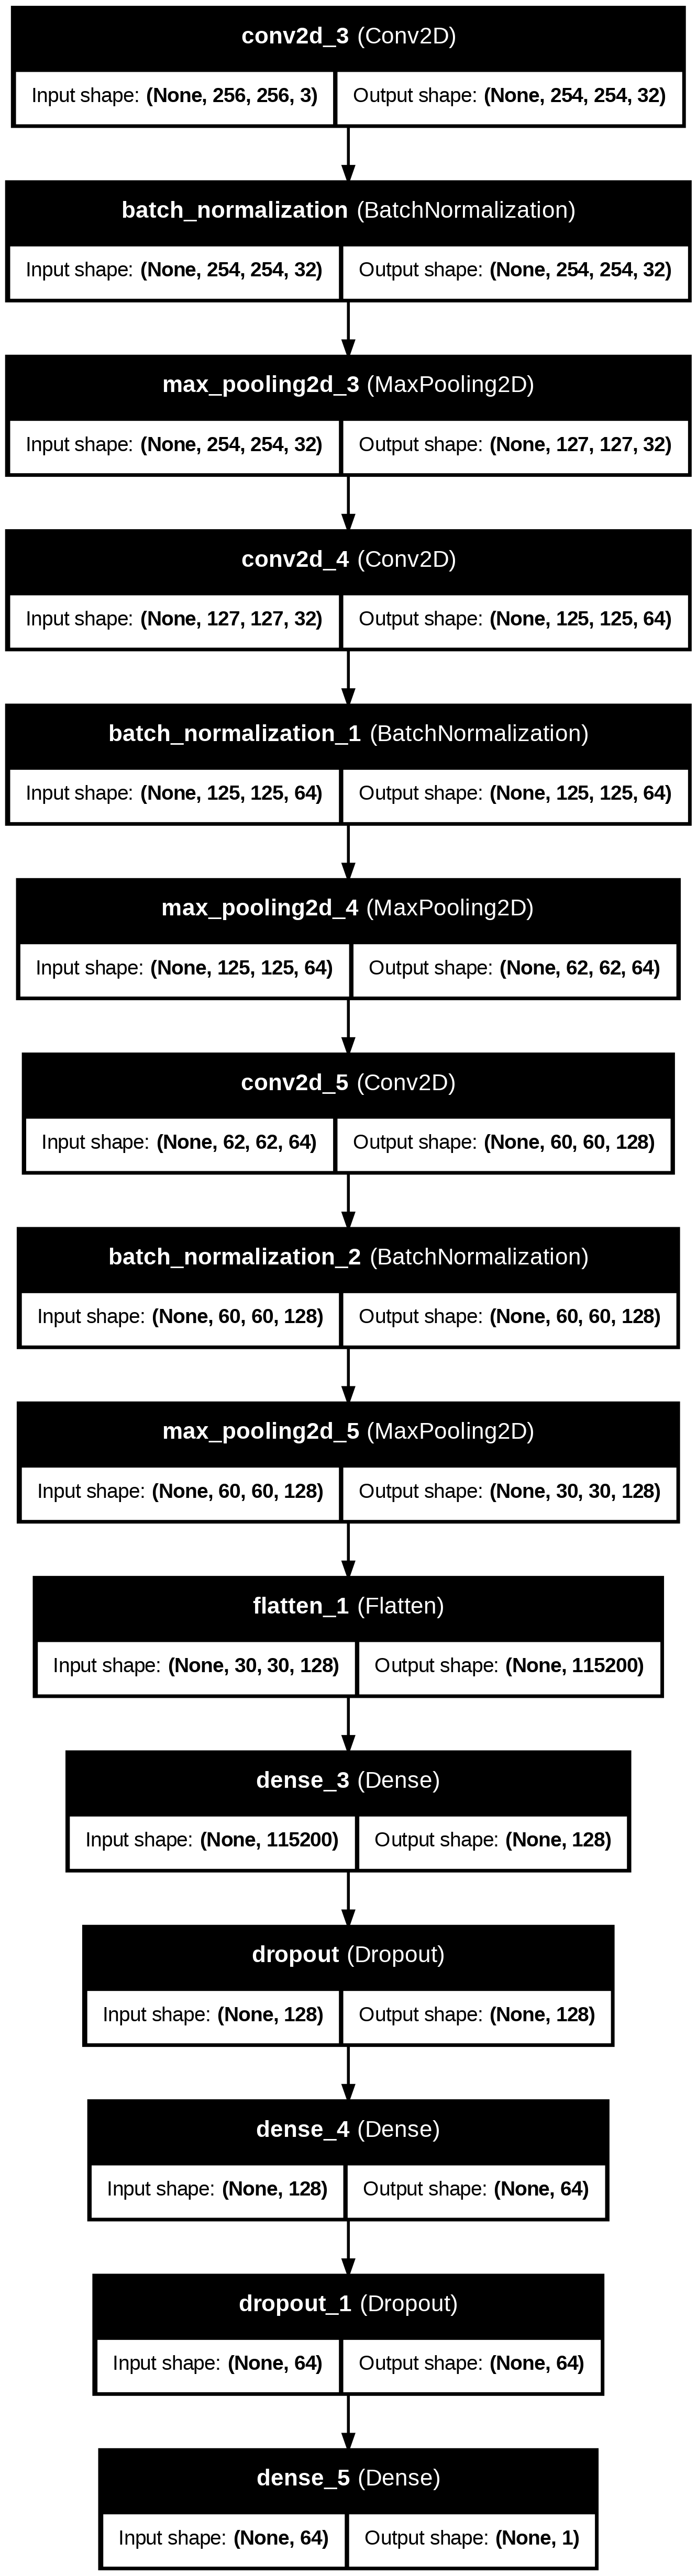 conv2d_3 (Conv2D)
Input shape: (None, 256, 256, 3) Output shape: (None, 254, 254, 32)
batch_normalization (BatchNormalization)
Input shape: (None, 254, 254, 32) Output shape: (None, 254, 254, 32)
max_pooling2d_3 (MaxPooling2D)
Input shape: (None, 254, 254, 32) Output shape: (None, 127, 127, 32)
conv2d_4 (Conv2D)
Input shape: (None, 127, 127, 32) Output shape: (None, 125, 125, 64)
batch_normalization_1 (BatchNormalization)
Input shape: (None, 125, 125, 64) Output shape: (None, 125, 125, 64)
max_pooling2d_4 (MaxPooling2D)
Input shape: (None, 125, 125, 64) Output shape: (None, 62, 62, 64)
conv2d_5 (Conv2D)
Input shape: (None, 62, 62, 64) Output shape: (None, 60, 60, 128)
batch_normalization_2 (BatchNormalization)
Input shape: (None, 60, 60, 128) Output shape: (None, 60, 60, 128)
max_pooling2d_5 (MaxPooling2D)
Input shape: (None, 60, 60, 128) Output shape: (None, 30, 30, 128)
flatten_1 (Flatten)
Input shape: (None, 30, 30, 128) Output shape: (None, 115200)
dense_3 (Dense)
Input shape: (None, 115200) Output shape: (None, 128)
dropout (Dropout)
Input shape: (None, 128) Output shape: (None, 128)
dense_4 (Dense)
Input shape: (None, 128) Output shape: (None, 64)
dropout_1 (Dropout)
Input shape: (None, 64) Output shape: (None, 64)
dense_5 (Dense)
Input shape: (None, 64) Output shape: (None, 1)